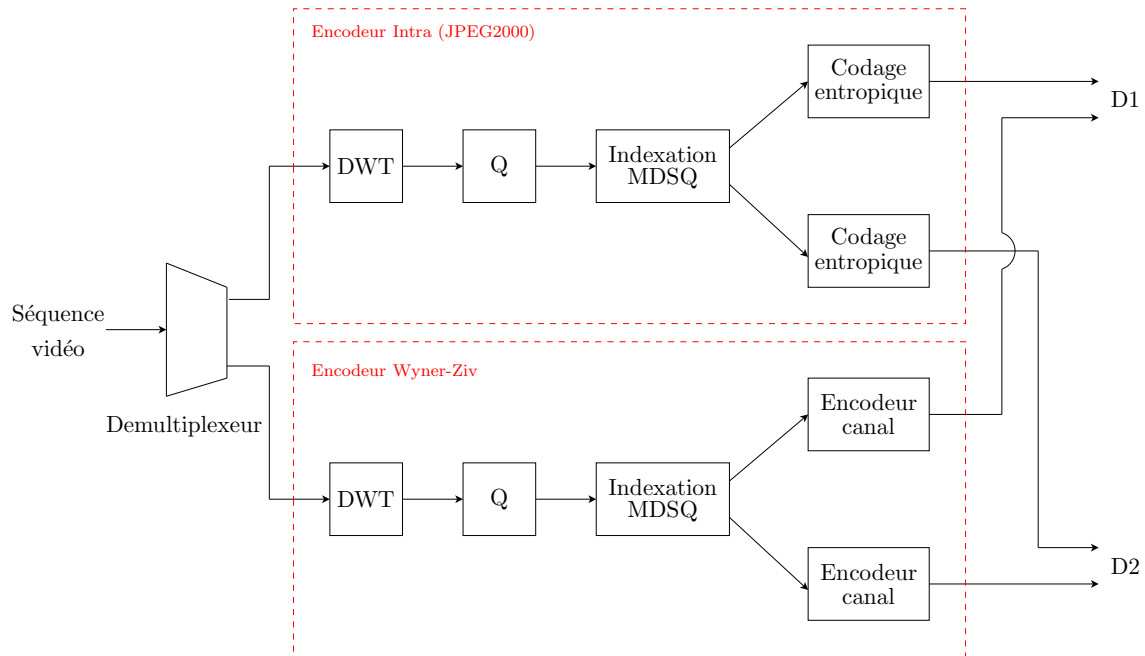 Encodeur Intra (JPEG2000)
Codage
entropique
D1
DWT
Q
Indexation
MDSQ
Codage
entropique
Séquence
vidéo
Demultiplexeur
Encodeur Wyner-Ziv
Encodeur
canal
DWT
Q
Indexation
MDSQ
Encodeur
canal
D2